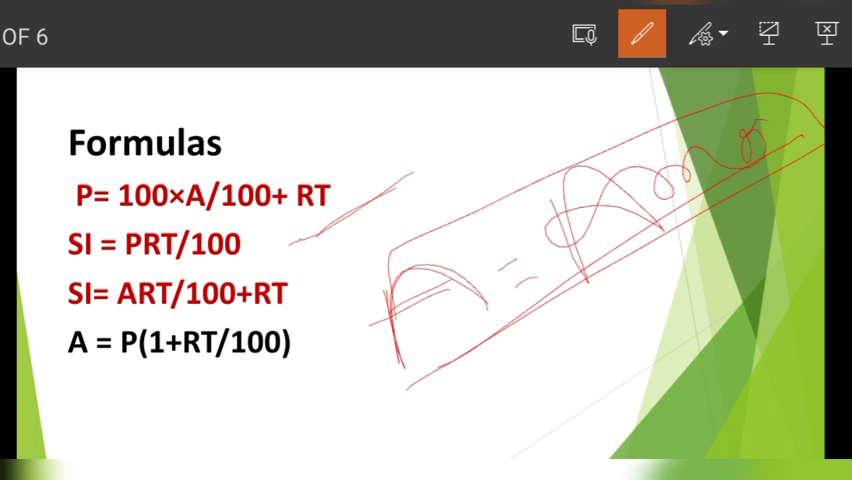 OF 6
Formulas
P= 100×A/100+ RT
SI = PRT/100
SI= ART/100+RT
A = P(1+RT/100)